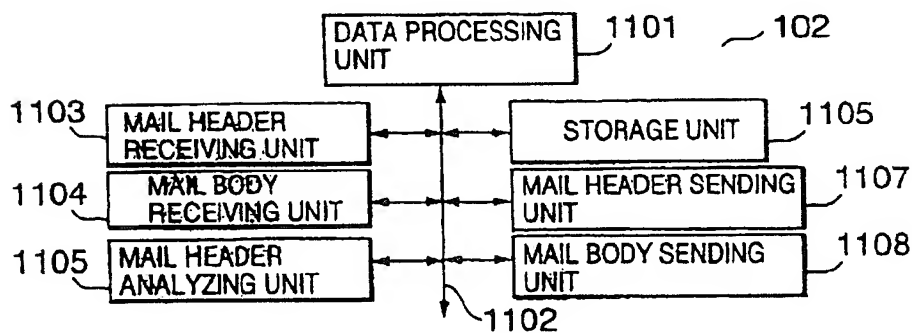 DATA PROCESSING
UNIT
1101
102
1103
MAIL HEADER
RECEIVING UNIT
STORAGE UNIT
1105
1104
MAIL BODY
RECEIVING UNIT
MAIL HEADER SENDING
UNIT
1107
1105
MAIL HEADER
ANALYZING UNIT
MAIL BODY SENDING
UNIT
1108
1102